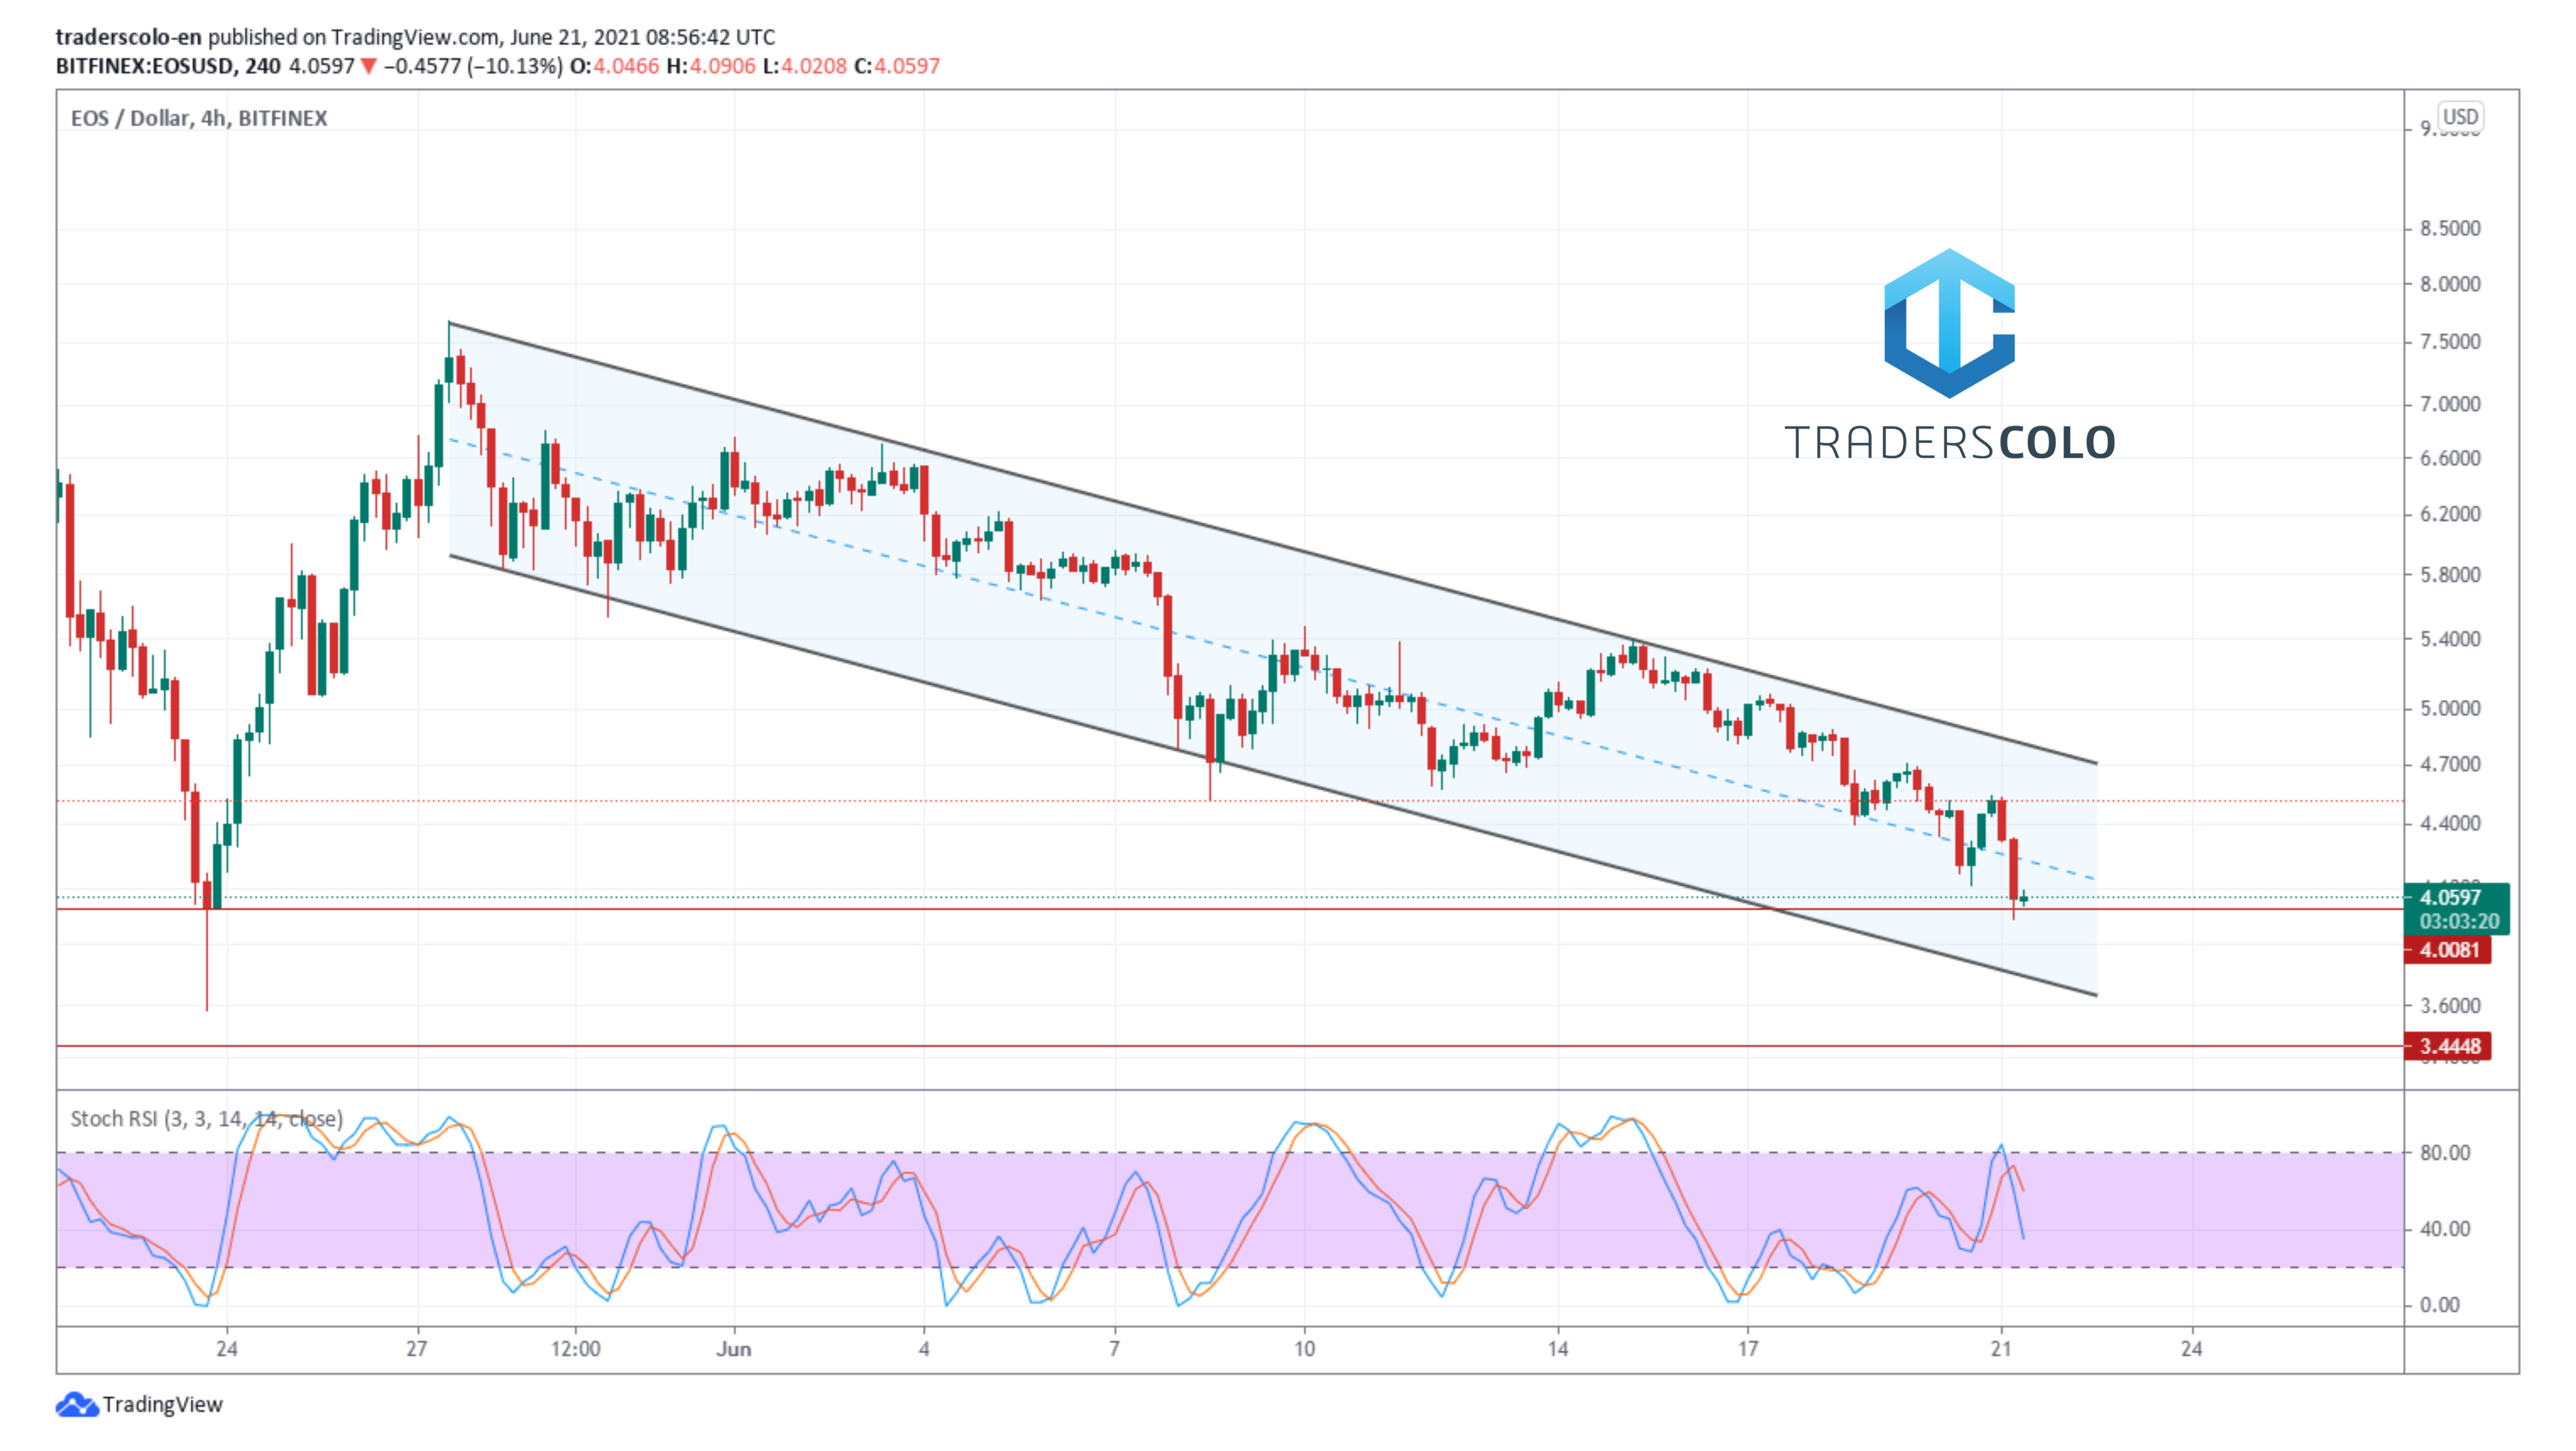 traderscolo-en published on TradingView.com, June 21, 2021 08:56:42 UTC
BITFINEX:EOSUSD, 240 4.0597 ▼ −0.4577 (−10.13%) O:4.0466 H:4.0906 L:4.0208 C:4.0597
EOS / Dollar, 4h, BITFINEX
USD
8.5000
8.0000
7.5000
7.0000
TRADERSCOLO
6.6000
6.2000
5.8000
5.4000
5.0000
4.7000
4.4000
4.0597
03:03:20
4.0081
3.6000
3.4448
Stoch RSI (3, 3, 14, 14, close)
80.00
40.00
0.00
24 27 12:00 Jun 4 7 10 14 17 21 24
TradingView